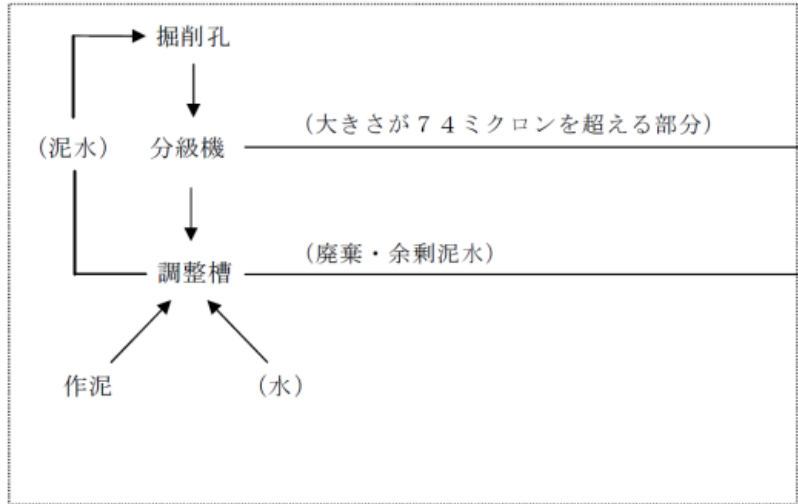 掘削孔
(大きさが74ミクロンを超える部分)
(泥水)
分級機
(廃棄・余剰泥水)
調整槽
作泥
(水)